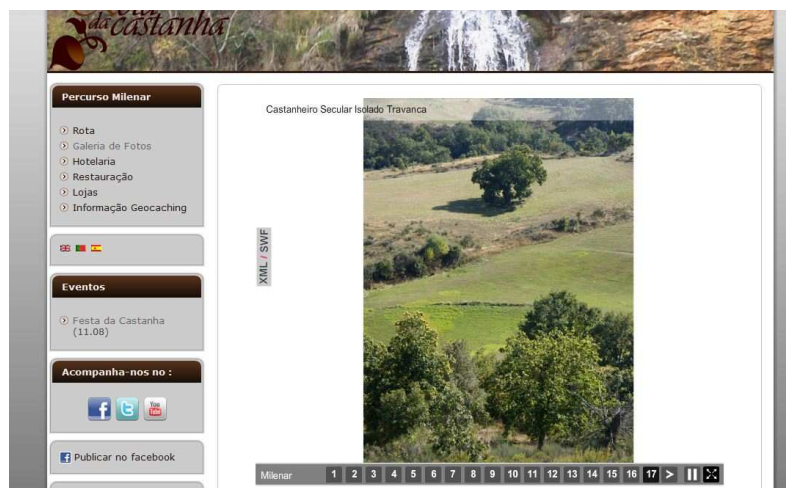 da castanha
Percurso Milenar
Rota
Galeria de Fotos
Hotelaria
Restauração
Lojas
Informação Geocaching
Eventos
Festa da Castanha
(11.08)
Acompanha-nos no :
You
Tube
Publicar no facebook
Castanheiro Secular Isolado Travanca
XML / SWF
Milenar 1 2 3 4 5 6 7 8 9 10 11 12 13 14 15 16 17 >